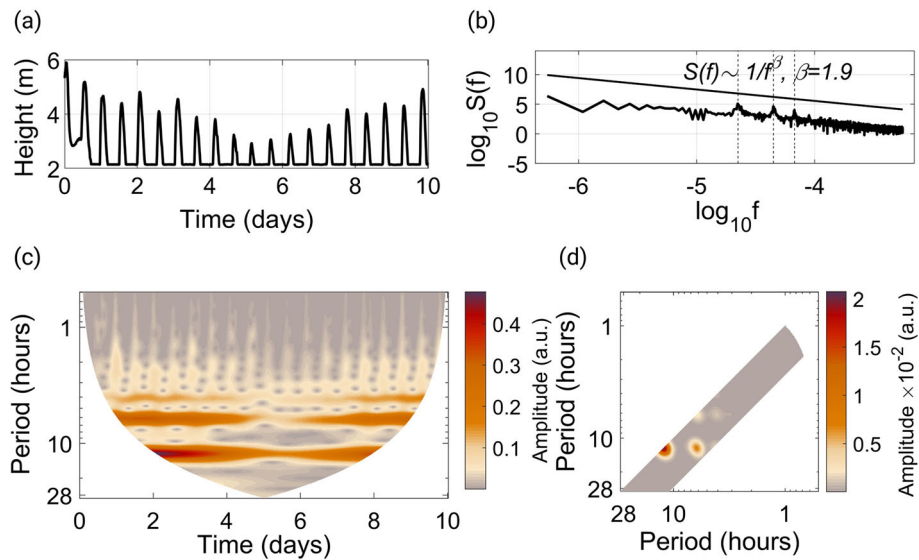 (a)
Height (m)
6
4
2
0 2 4 6 8 10
Time (days)
(b)
log10S(f)
10
5
0
-5
S(f)~ 1/f^β, β=1.9
-6 -5 -4
log10f
(c)
Period (hours)
1
10
28
0 2 4 6 8 10
Time (days)
0.4
0.3
0.2
0.1
Amplitude (a.u.)
(d)
Period (hours)
1
10
28
28 10 1
Period (hours)
2
1.5
1
0.5
Amplitude ×10^-2 (a.u.)